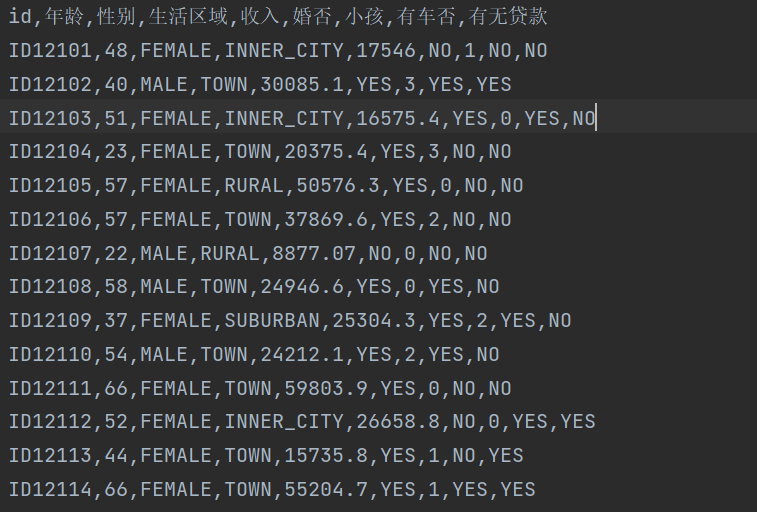 id,年龄,性别,生活区域,收入,婚否,小孩,有车否,有无贷款
ID12101,48,FEMALE,INNER_CITY,17546,NO,1,NO,NO
ID12102,40,MALE,TOWN,30085.1,YES,3,YES,YES
ID12103,51,FEMALE,INNER_CITY,16575.4,YES,0,YES,NO
ID12104,23,FEMALE,TOWN,20375.4,YES,3,NO,NO
ID12105,57,FEMALE,RURAL,50576.3,YES,0,NO,NO
ID12106,57,FEMALE,TOWN,37869.6,YES,2,NO,NO
ID12107,22,MALE,RURAL,8877.07,NO,0,NO,NO
ID12108,58,MALE,TOWN,24946.6,YES,0,YES,NO
ID12109,37,FEMALE,SUBURBAN,25304.3,YES,2,YES,NO
ID12110,54,MALE,TOWN,24212.1,YES,2,YES,NO
ID12111,66,FEMALE,TOWN,59803.9,YES,0,NO,NO
ID12112,52,FEMALE,INNER_CITY,26658.8,NO,0,YES,YES
ID12113,44,FEMALE,TOWN,15735.8,YES,1,NO,YES
ID12114,66,FEMALE,TOWN,55204.7,YES,1,YES,YES